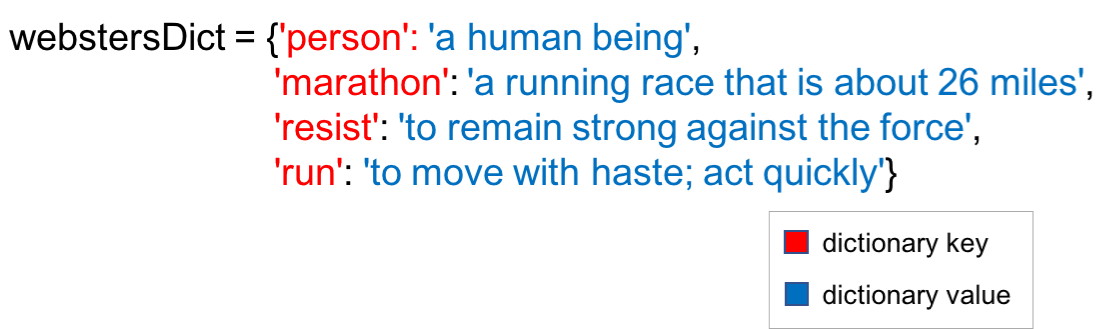 webstersDict = {'person': 'a human being',
'marathon': 'a running race that is about 26 miles',
'resist': 'to remain strong against the force',
'run': 'to move with haste; act quickly'}
dictionary key
dictionary value